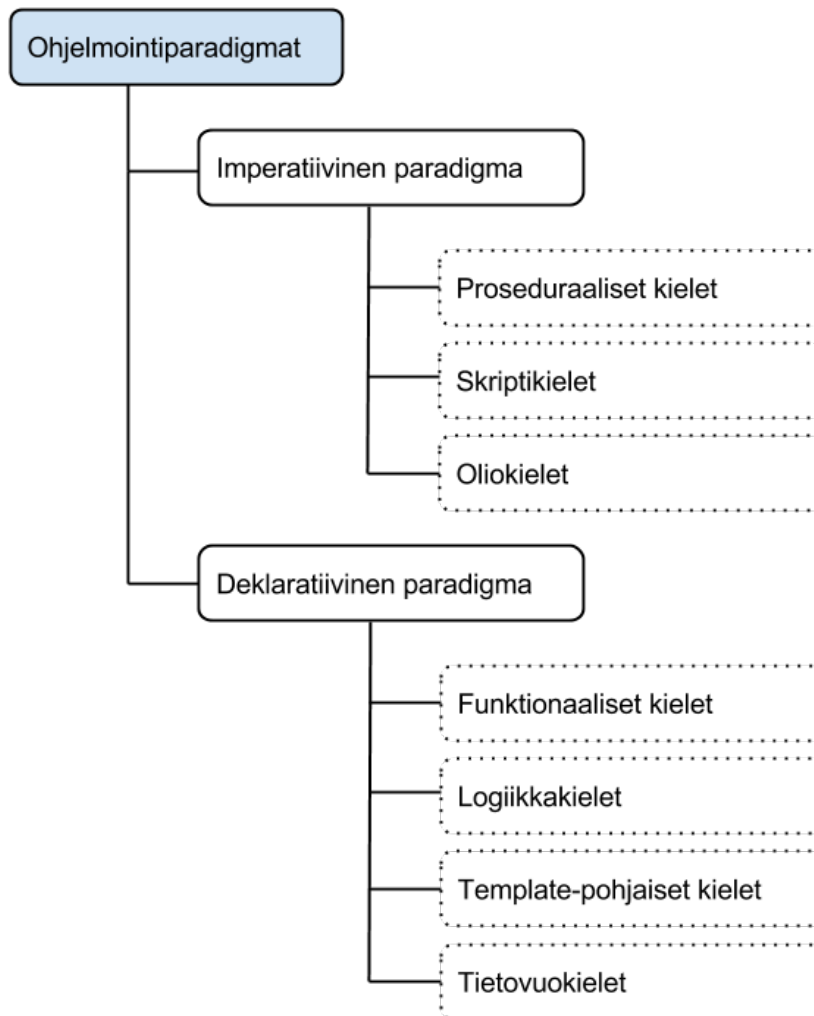 Ohjelmointiparadigmat
Imperatiivinen paradigma
Proseduraaliset kielet
Skriptikielet
Oliokielet
Deklaratiivinen paradigma
Funktionaaliset kielet
Logiikkakielet
Template-pohjaiset kielet
Tietovuokielet